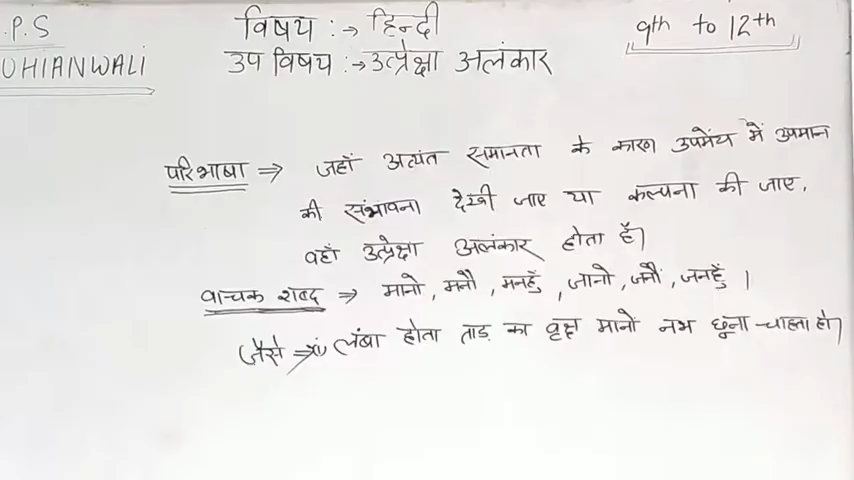 .P.S
विषय :→ हिन्दी
9th to 12th
UHIANWALI
उप विषय :→ उत्प्रेक्षा अलंकार
परिभाषा ⇒ जहाँ अत्यंत समानता के कारण उपमेय में उपमान
की संभावना देखी जाए या कल्पना की जाए,
वहाँ उत्प्रेक्षा अलंकार होता है।
वाचक शब्द ⇒ मानो, मनौ, मनहुँ, जानो, जनौ, जनहुँ।
जैसे ⇒ लंबा होता ताड़ का वृक्ष मानो नभ छूना चाहता हो।